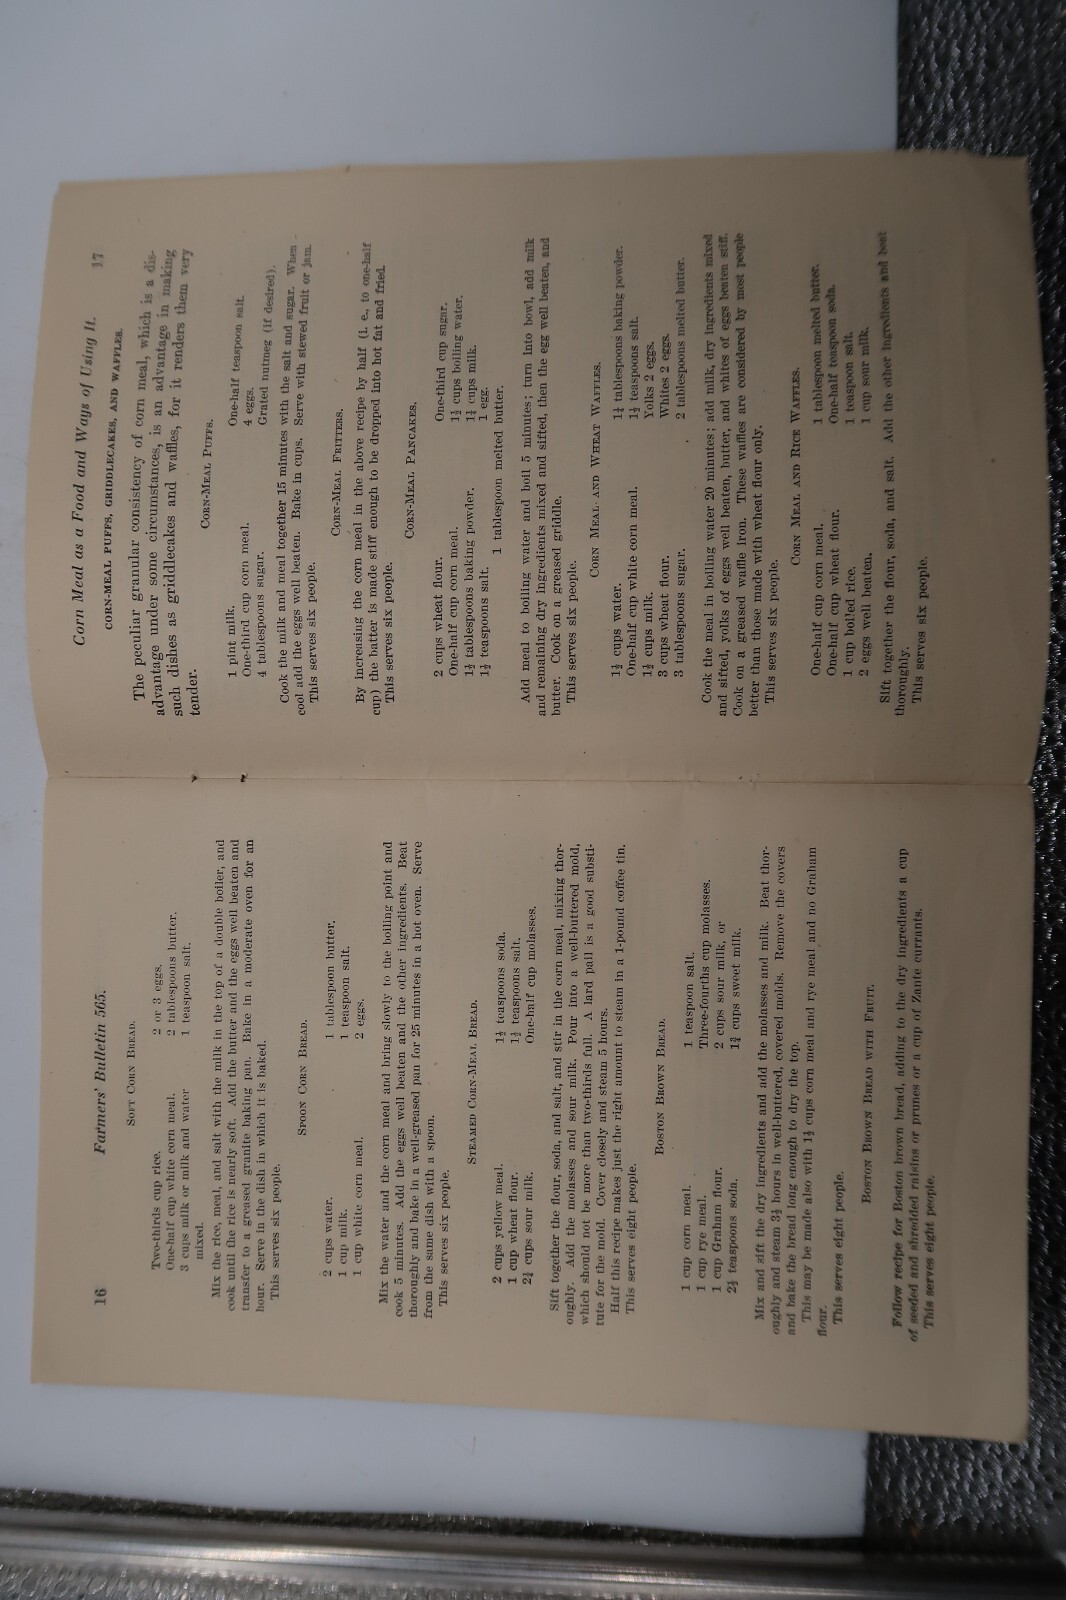 16 Farmers' Bulletin 565.
SOFT CORN BREAD.
Two-thirds cup rice.
One-half cup white corn meal.
3 cups milk or milk and water
mixed.
2 or 3 eggs.
2 tablespoons butter.
1 teaspoon salt.
Mix the rice, meal, and salt with the milk in the top of a double boiler, and
cook until the rice is nearly soft. Add the butter and the eggs well beaten and
transfer to a greased granite baking pan. Bake in a moderate oven for an
hour. Serve in the dish in which it is baked.
This serves six people.
SPOON CORN BREAD.
2 cups water.
1 cup milk.
1 cup white corn meal.
1 tablespoon butter.
1 teaspoon salt.
2 eggs.
Mix the water and the corn meal and bring slowly to the boiling point and
cook 5 minutes. Add the eggs well beaten and the other ingredients. Beat
thoroughly and bake in a well-greased pan for 25 minutes in a hot oven. Serve
from the same dish with a spoon.
This serves six people.
STEAMED CORN-MEAL BREAD.
2 cups yellow meal.
1 cup wheat flour.
2½ cups sour milk.
1½ teaspoons soda.
1½ teaspoons salt.
One-half cup molasses.
Sift together the flour, soda, and salt, and stir in the corn meal, mixing thor-
oughly. Add the molasses and sour milk. Pour into a well-buttered mold,
which should not be more than two-thirds full. A lard pail is a good substi-
tute for the mold. Cover closely and steam 5 hours.
Half this recipe makes just the right amount to steam in a 1-pound coffee tin.
This serves eight people.
BOSTON BROWN BREAD.
1 cup corn meal.
1 cup rye meal.
1 cup Graham flour.
2½ teaspoons soda.
1 teaspoon salt.
Three-fourths cup molasses.
2 cups sour milk, or
1¾ cups sweet milk.
Mix and sift the dry ingredients and add the molasses and milk. Beat thor-
oughly and steam 3½ hours in well-buttered, covered molds. Remove the covers
and bake the bread long enough to dry the top.
This may be made also with 1½ cups corn meal and rye meal and no Graham
flour.
This serves eight people.
BOSTON BROWN BREAD WITH FRUIT.
Follow recipe for Boston brown bread, adding to the dry ingredients a cup
of seeded and shredded raisins or prunes or a cup of Zante currants.
This serves eight people.
Corn Meal as a Food and Ways of Using It. 17
CORN-MEAL PUFFS, GRIDDLECAKES, AND WAFFLES.
The peculiar granular consistency of corn meal, which is a dis-
advantage under some circumstances, is an advantage in making
such dishes as griddlecakes and waffles, for it renders them very
tender.
CORN-MEAL PUFFS.
1 pint milk.
One-third cup corn meal.
4 tablespoons sugar.
One-half teaspoon salt.
4 eggs.
Grated nutmeg (if desired).
Cook the milk and meal together 15 minutes with the salt and sugar. When
cool add the eggs well beaten. Bake in cups. Serve with stewed fruit or jam.
This serves six people.
CORN-MEAL FRITTERS.
By increasing the corn meal in the above recipe by half (i. e., to one-half
cup) the batter is made stiff enough to be dropped into hot fat and fried.
This serves six people.
CORN-MEAL PANCAKES.
2 cups wheat flour.
One-half cup corn meal.
1½ tablespoons baking powder.
1½ teaspoons salt.
One-third cup sugar.
1½ cups boiling water.
1½ cups milk.
1 egg.
1 tablespoon melted butter.
Add meal to boiling water and boil 5 minutes; turn into bowl, add milk
and remaining dry ingredients mixed and sifted, then the egg well beaten, and
butter. Cook on a greased griddle.
This serves six people.
CORN MEAL AND WHEAT WAFFLES.
1½ cups water.
One-half cup white corn meal.
1½ cups milk.
3 cups wheat flour.
3 tablespoons sugar.
1¼ tablespoons baking powder.
1½ teaspoons salt.
Yolks 2 eggs.
Whites 2 eggs.
2 tablespoons melted butter.
Cook the meal in boiling water 20 minutes; add milk, dry ingredients mixed
and sifted, yolks of eggs well beaten, butter, and whites of eggs beaten stiff.
Cook on a greased waffle iron. These waffles are considered by most people
better than those made with wheat flour only.
This serves six people.
CORN MEAL AND RICE WAFFLES.
One-half cup corn meal.
One-half cup wheat flour.
1 cup boiled rice.
2 eggs well beaten.
1 tablespoon melted butter.
One-half teaspoon soda.
1 teaspoon salt.
1 cup sour milk.
Sift together the flour, soda, and salt. Add the other ingredients and beat
thoroughly.
This serves six people.